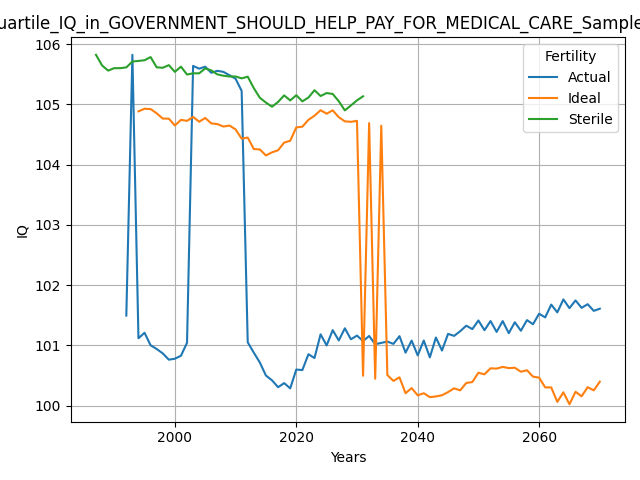 uartile_IQ_in_GOVERNMENT_SHOULD_HELP_PAY_FOR_MEDICAL_CARE_Sample
106
105
104
103
102
101
100
IQ
Fertility
Actual
Ideal
Sterile
2000
2020
2040
2060
Years